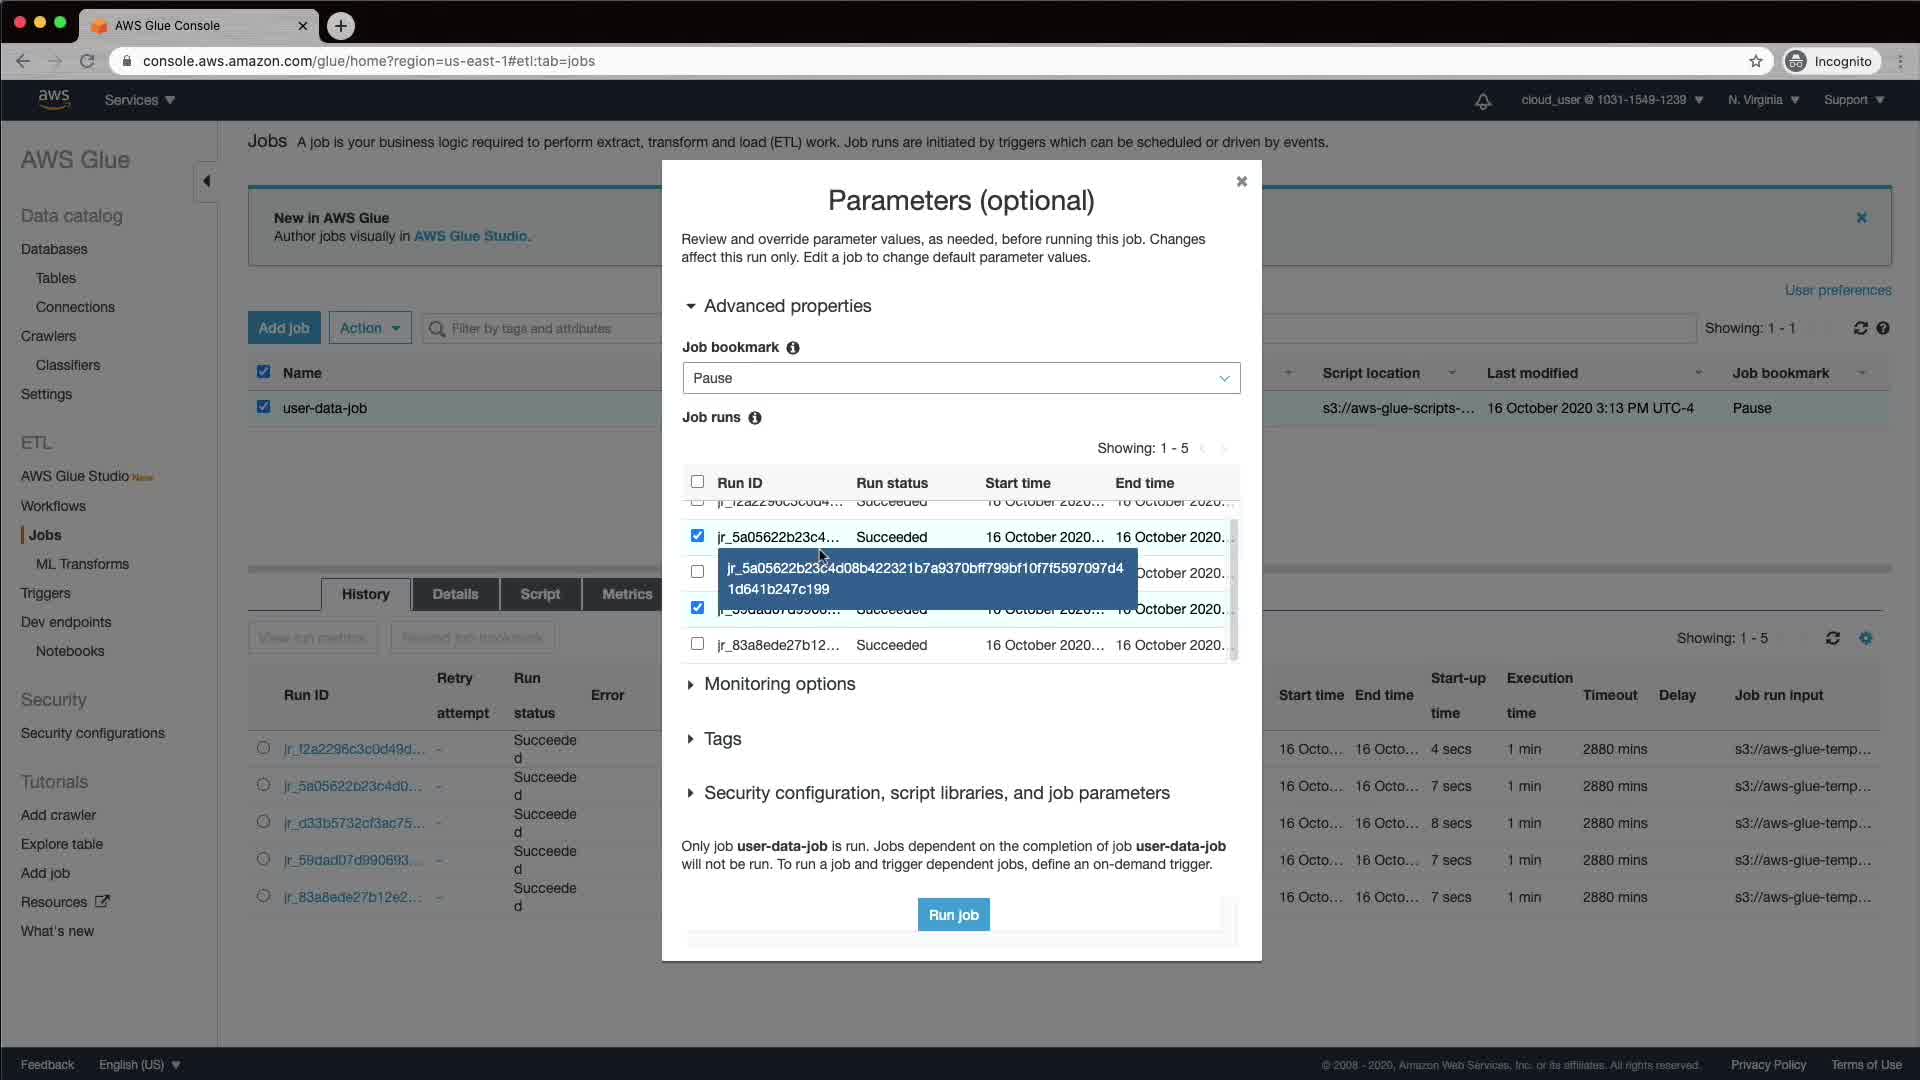 AWS Glue Console
console.aws.amazon.com/glue/home?region=us-east-1#etl:tab=jobs
Incognito
aws
Services
cloud_user @ 1031-1549-1239
N. Virginia
Support
AWS Glue
Data catalog
Databases
Tables
Connections
Crawlers
Classifiers
Settings
ETL
AWS Glue Studio New
Workflows
Jobs
ML Transforms
Triggers
Dev endpoints
Notebooks
Security
Security configurations
Tutorials
Add crawler
Explore table
Add job
Resources
What's new
Jobs A job is your business logic required to perform extract, transform and load (ETL) work. Job runs are initiated by triggers which can be scheduled or driven by events.
New in AWS Glue
Author jobs visually in AWS Glue Studio.
User preferences
Add job
Action
Filter by tags and attributes
Showing: 1 - 1
Name
Script location
Last modified
Job bookmark
user-data-job
s3://aws-glue-scripts-...
16 October 2020 3:13 PM UTC-4
Pause
History
Details
Script
Metrics
View run metrics
Rewind job bookmark
Showing: 1 - 5
Run ID
Retry attempt
Run status
Error
Start time
End time
Start-up time
Execution time
Timeout
Delay
Job run input
jr_f2a2296c3c0d49d... - Succeeded 16 Octo... 16 Octo... 4 secs 1 min 2880 mins s3://aws-glue-temp...
jr_5a05622b23c4d0... - Succeeded 16 Octo... 16 Octo... 7 secs 1 min 2880 mins s3://aws-glue-temp...
jr_d33b5732cf3ac75... - Succeeded 16 Octo... 16 Octo... 8 secs 1 min 2880 mins s3://aws-glue-temp...
jr_59dad07d990693... - Succeeded 16 Octo... 16 Octo... 7 secs 1 min 2880 mins s3://aws-glue-temp...
jr_83a8ede27b12e2... - Succeeded 16 Octo... 16 Octo... 7 secs 1 min 2880 mins s3://aws-glue-temp...
Parameters (optional)
Review and override parameter values, as needed, before running this job. Changes
affect this run only. Edit a job to change default parameter values.
Advanced properties
Job bookmark
Pause
Job runs
Showing: 1 - 5
Run ID Run status Start time End time
jr_f2a2296c3c0d4... Succeeded 16 October 2020... 16 October 2020...
jr_5a05622b23c4... Succeeded 16 October 2020... 16 October 2020...
jr_5a05622b23c4d08b422321b7a9370bff799bf10f7f5597097d4
1d641b247c199
October 2020...
jr_59dad07d9906... Succeeded 16 October 2020... 16 October 2020...
jr_83a8ede27b12... Succeeded 16 October 2020... 16 October 2020...
Monitoring options
Tags
Security configuration, script libraries, and job parameters
Only job user-data-job is run. Jobs dependent on the completion of job user-data-job
will not be run. To run a job and trigger dependent jobs, define an on-demand trigger.
Run job
Feedback
English (US)
© 2008 - 2020, Amazon Web Services, Inc. or its affiliates. All rights reserved.
Privacy Policy
Terms of Use